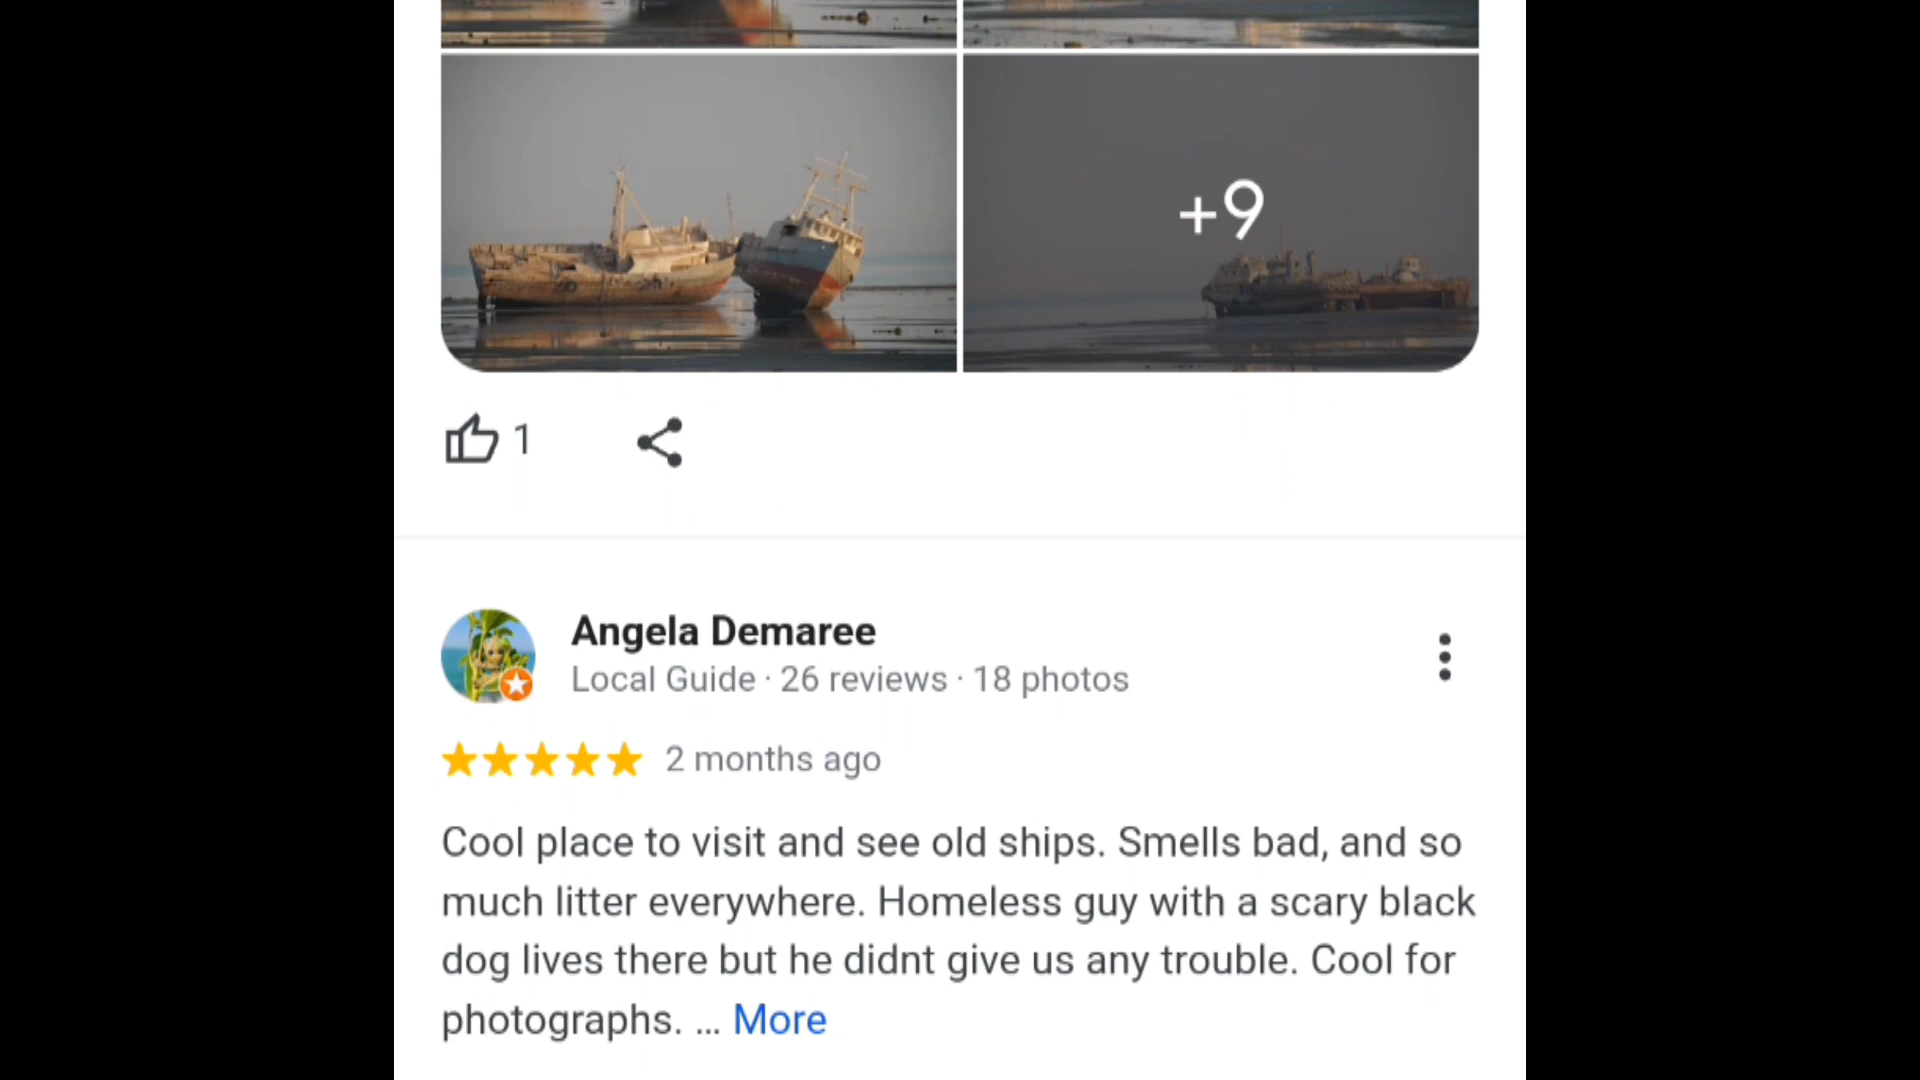 +9
1
Angela Demaree
Local Guide · 26 reviews · 18 photos
2 months ago
Cool place to visit and see old ships. Smells bad, and so
much litter everywhere. Homeless guy with a scary black
dog lives there but he didnt give us any trouble. Cool for
photographs. ... More